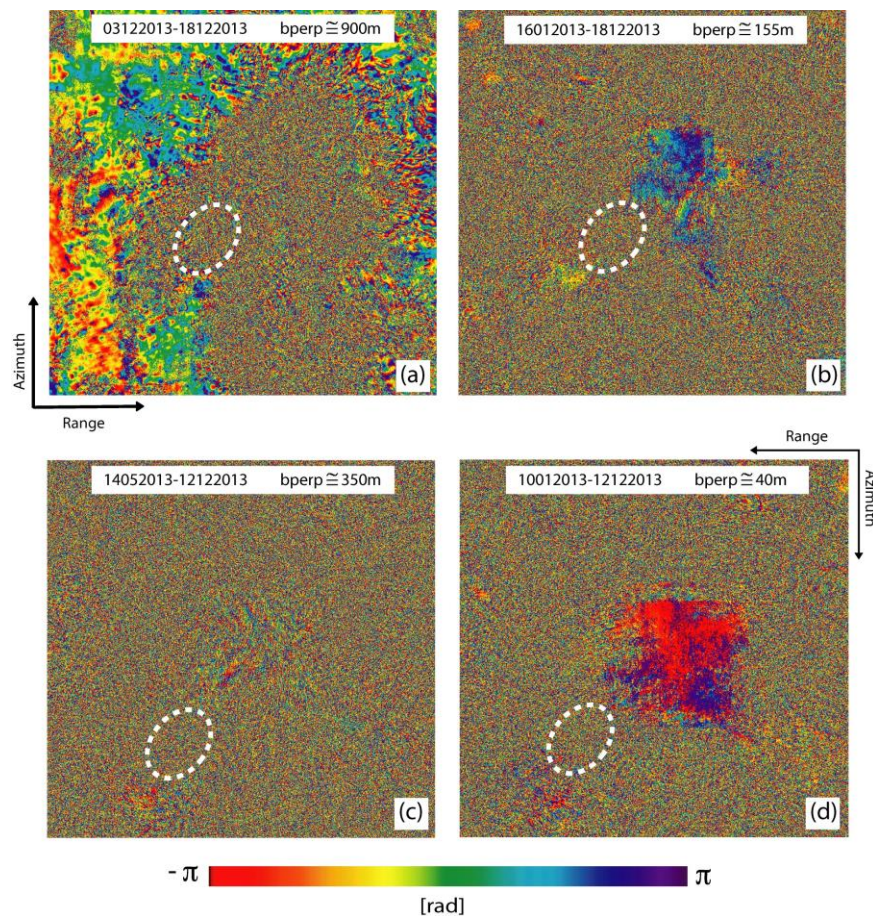 03122013-18122013 bperp≅900m
16012013-18122013 bperp≅155m
(a)
(b)
Azimuth
Range
Range
Azimuth
14052013-12122013 bperp≅350m
10012013-12122013 bperp≅40m
(c)
(d)
- π
π
[rad]